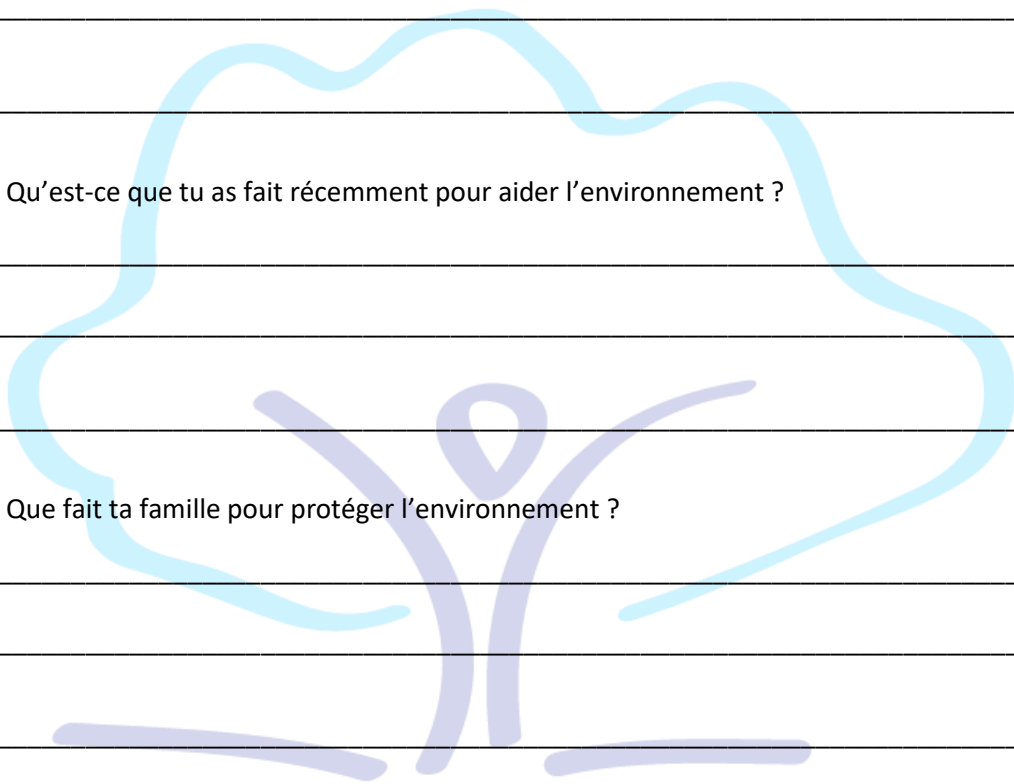 Qu’est-ce que tu as fait récemment pour aider l’environnement ?
Que fait ta famille pour protéger l’environnement ?